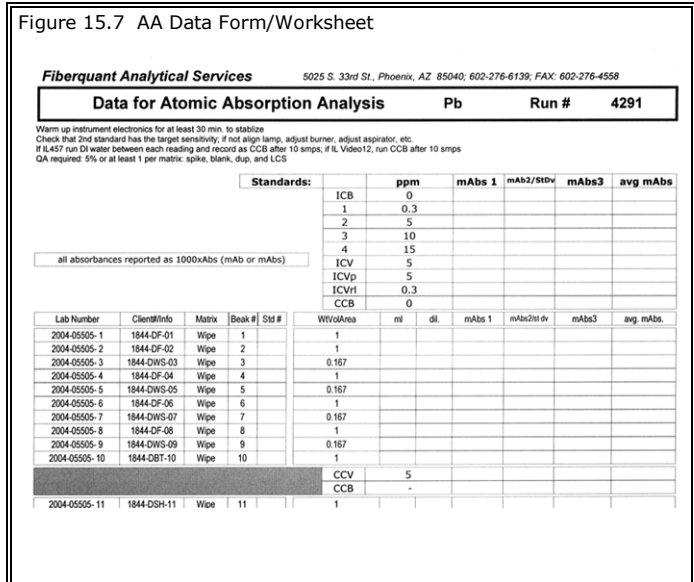 Figure 15.7 AA Data Form/Worksheet
Fiberquant Analytical Services 5025 S. 33rd St., Phoenix, AZ 85040; 602-276-6139; FAX: 602-276-4558
Data for Atomic Absorption Analysis Pb Run # 4291
Warm up instrument electronics for at least 30 min. to stablize
Check that 2nd standard has the target sensitivity; if not align lamp, adjust burner, adjust aspirator, etc.
If IL457 run DI water between each reading and record as CCB after 10 smps; if IL Video12, run CCB after 10 smps
QA required: 5% or at least 1 per matrix: spike, blank, dup, and LCS
Standards: ppm mAbs 1 mAb2/StDv mAbs3 avg mAbs
ICB 0
1 0.3
2 5
3 10
4 15
all absorbances reported as 1000xAbs (mAb or mAbs)
ICV 5
ICVp 5
ICVrl 0.3
CCB 0
Lab Number Client#/Info Matrix Beak # Std # WtVolArea ml dil. mAbs 1 mAbs2/st dv mAbs3 avg. mAbs.
2004-05505- 1 1844-DF-01 Wipe 1 1
2004-05505- 2 1844-DF-02 Wipe 2 1
2004-05505- 3 1844-DWS-03 Wipe 3 0.167
2004-05505- 4 1844-DF-04 Wipe 4 1
2004-05505- 5 1844-DWS-05 Wipe 5 0.167
2004-05505- 6 1844-DF-06 Wipe 6 1
2004-05505- 7 1844-DWS-07 Wipe 7 0.167
2004-05505- 8 1844-DF-08 Wipe 8 1
2004-05505- 9 1844-DWS-09 Wipe 9 0.167
2004-05505- 10 1844-DBT-10 Wipe 10 1
CCV 5
CCB -
2004-05505- 11 1844-DSH-11 Wipe 11 1